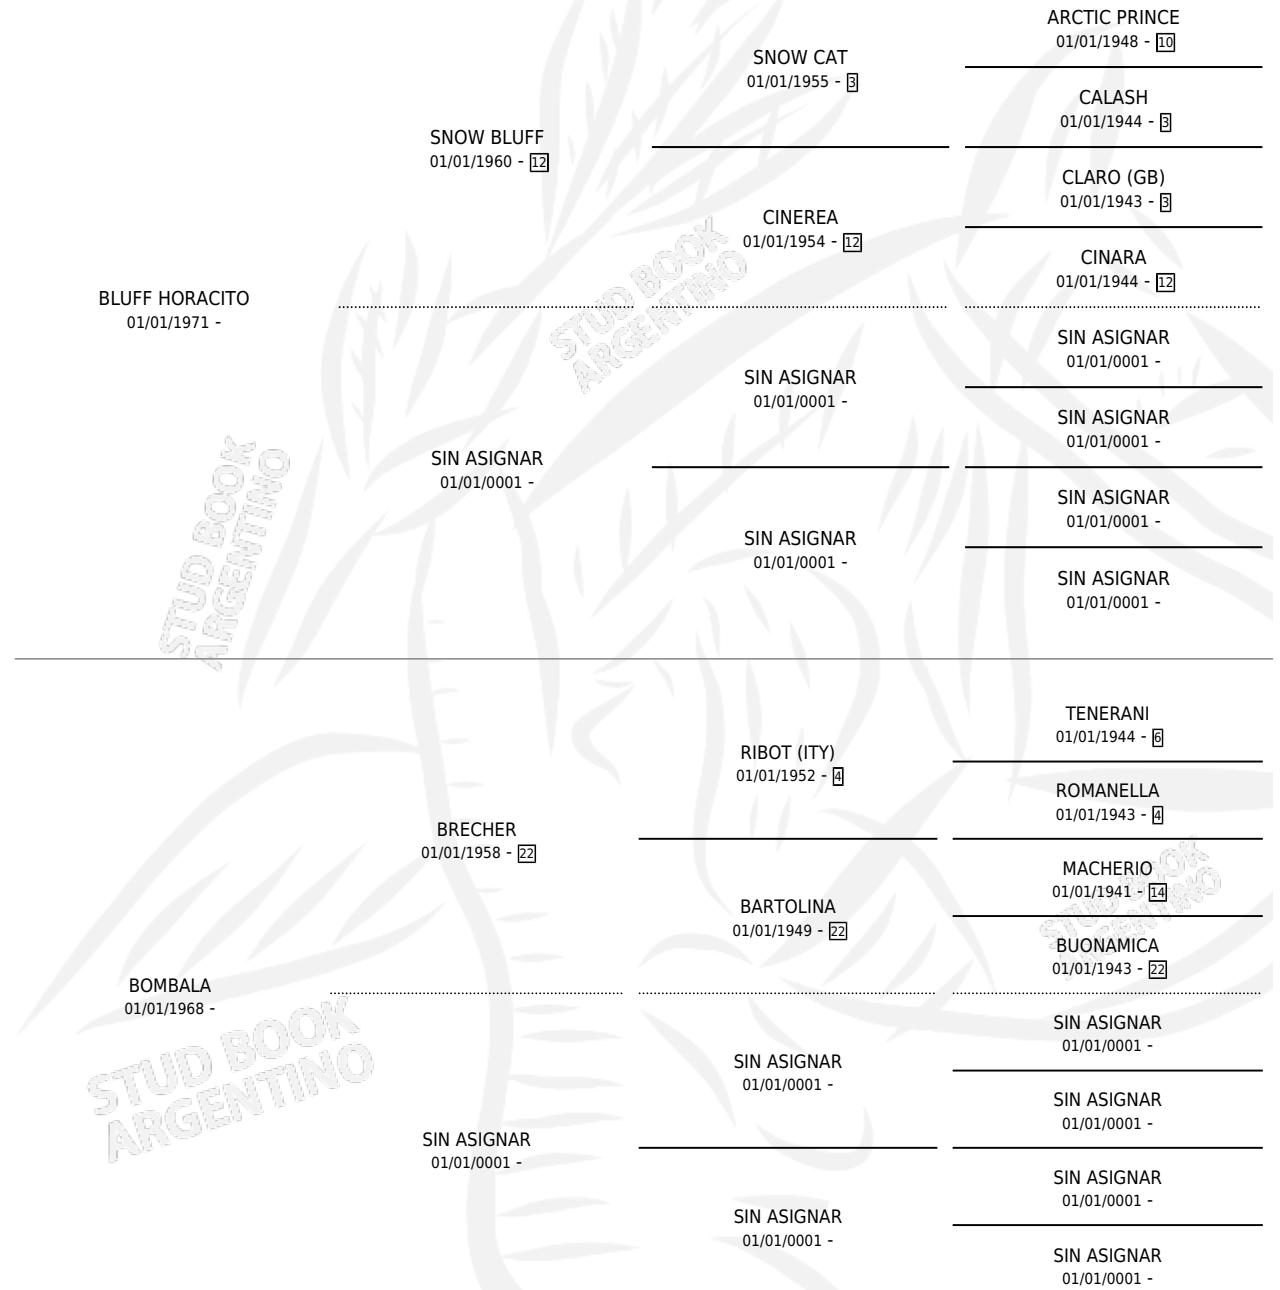 ARCTIC PRINCE
01/01/1948 - 10
SNOW CAT
01/01/1955 - 3
CALASH
01/01/1944 - 3
SNOW BLUFF
01/01/1960 - 12
CLARO (GB)
01/01/1943 - 3
CINEREA
01/01/1954 - 12
CINARA
01/01/1944 - 12
BLUFF HORACITO
01/01/1971 -
STUD BOOK
ARGENTINO
SIN ASIGNAR
01/01/0001 -
SIN ASIGNAR
01/01/0001 -
SIN ASIGNAR
01/01/0001 -
SIN ASIGNAR
01/01/0001 -
SIN ASIGNAR
01/01/0001 -
SIN ASIGNAR
01/01/0001 -
SIN ASIGNAR
01/01/0001 -
STUD BOOK
ARGENTINO
TENERANI
01/01/1944 - 6
RIBOT (ITY)
01/01/1952 - 4
ROMANELLA
01/01/1943 - 4
BRECHER
01/01/1958 - 22
MACHERIO
01/01/1941 - 14
BARTOLINA
01/01/1949 - 22
STUD BOOK
ARGENTINO
BUONAMICA
01/01/1943 - 22
BOMBALA
01/01/1968 -
STUD BOOK
ARGENTINO
SIN ASIGNAR
01/01/0001 -
SIN ASIGNAR
01/01/0001 -
SIN ASIGNAR
01/01/0001 -
SIN ASIGNAR
01/01/0001 -
SIN ASIGNAR
01/01/0001 -
SIN ASIGNAR
01/01/0001 -
SIN ASIGNAR
01/01/0001 -